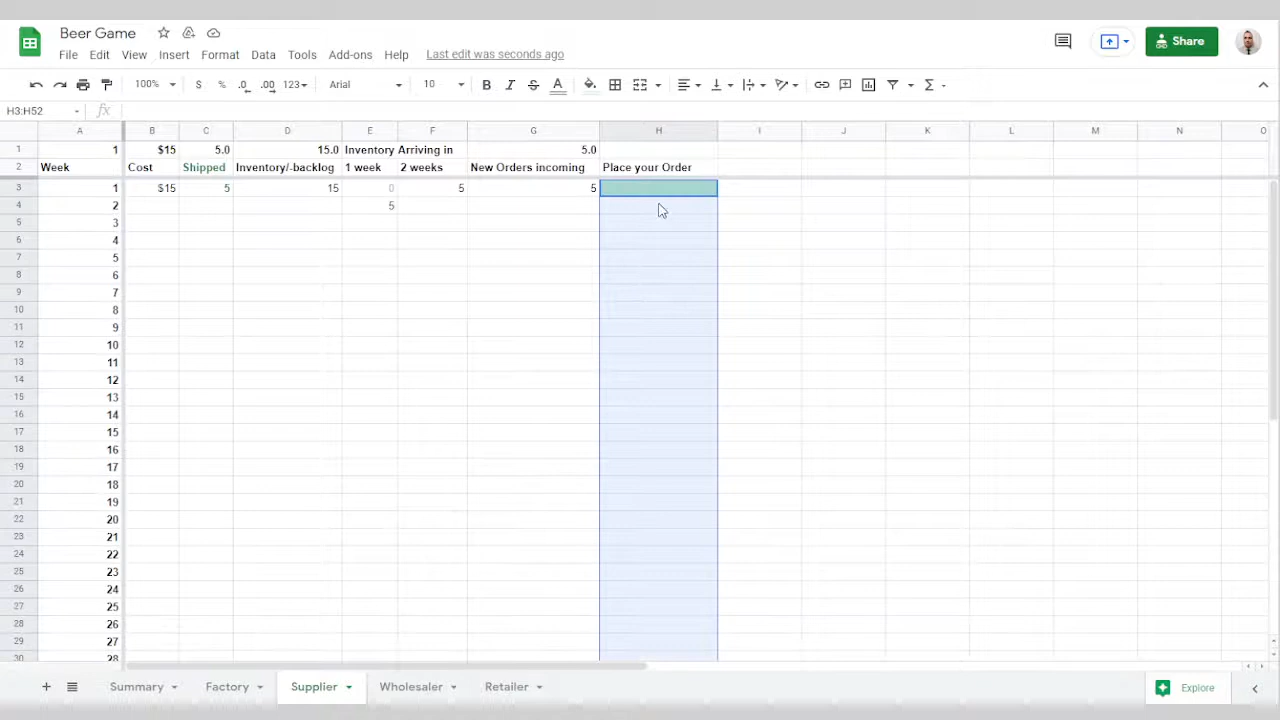 Beer Game
File Edit View Insert Format Data Tools Add-ons Help Last edit was seconds ago
Share
100% $ % .0 .00 123 Arial 10 B I S A
H3:H52 fx
A B C D E F G H I J K L M N O
1 1 $15 5.0 15.0 Inventory Arriving in 5.0
2 Week Cost Shipped Inventory/-backlog 1 week 2 weeks New Orders incoming Place your Order
3 1 $15 5 15 0 5 5
4 2 5
5 3
6 4
7 5
8 6
9 7
10 8
11 9
12 10
13 11
14 12
15 13
16 14
17 15
18 16
19 17
20 18
21 19
22 20
23 21
24 22
25 23
26 24
27 25
28 26
29 27
30 28
Summary Factory Supplier Wholesaler Retailer Explore